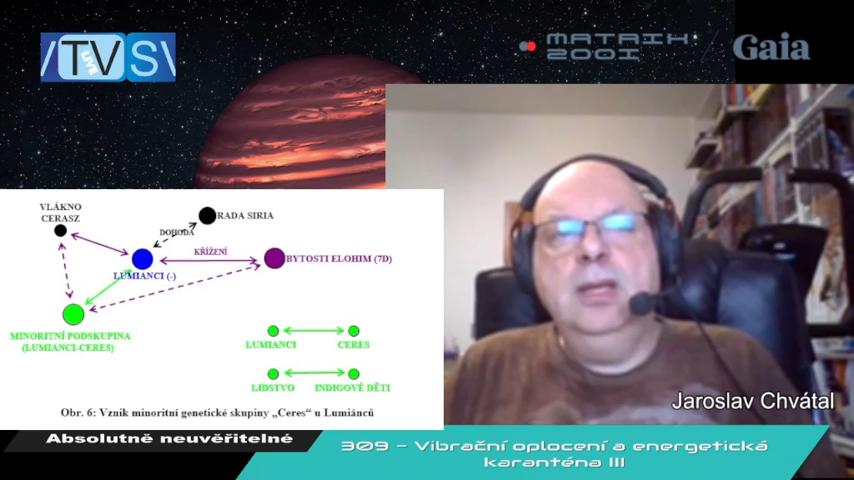 TVS
LIVE
MATRIX
2001
Gaia
VLÁKNO
CERASZ
RADA SIRIA
DOHODA
KŘÍŽENÍ
BYTOSTI ELOHIM (7D)
LUMIANCI (-)
MINORITNÍ PODSKUPINA
(LUMIANCI-CERES)
LUMIANCI
CERES
LIDSTVO
INDIGOVÉ DĚTI
Obr. 6: Vznik minoritní genetické skupiny „Ceres“ u Lumiánců
Jaroslav Chvátal
Absolutně neuvěřitelné
309 – Vibrační oplocení a energetická
karanténa III